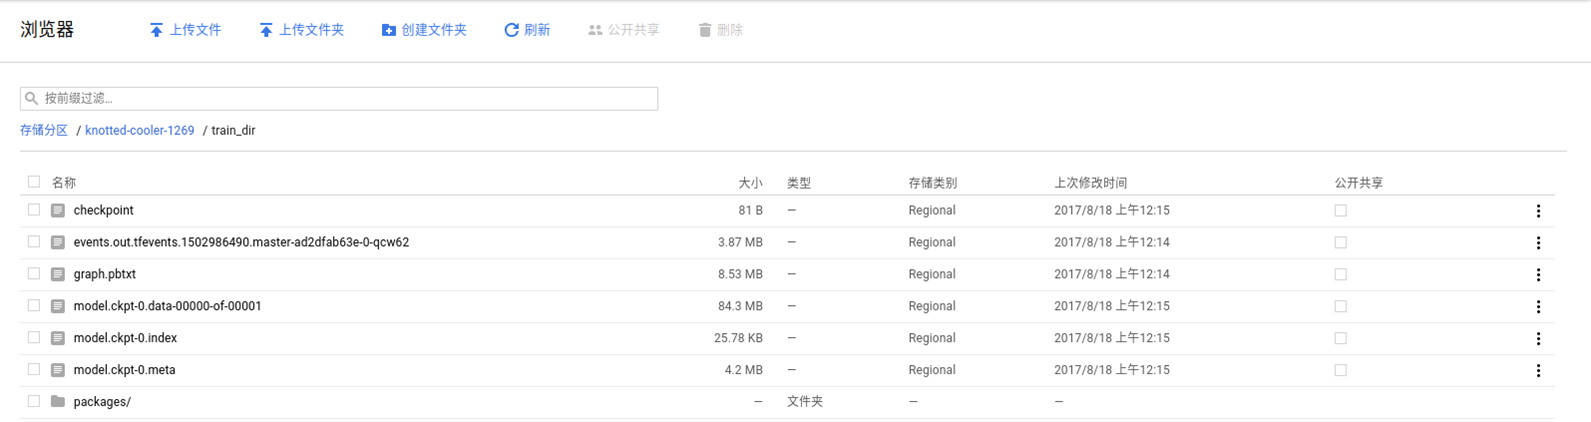 浏览器 上传文件 上传文件夹 创建文件夹 刷新 公开共享 删除
按前缀过滤...
存储分区 / knotted-cooler-1269 / train_dir
名称 大小 类型 存储类别 上次修改时间 公开共享
checkpoint 81 B — Regional 2017/8/18 上午12:15
events.out.tfevents.1502986490.master-ad2dfab63e-0-qcw62 3.87 MB — Regional 2017/8/18 上午12:14
graph.pbtxt 8.53 MB — Regional 2017/8/18 上午12:14
model.ckpt-0.data-00000-of-00001 84.3 MB — Regional 2017/8/18 上午12:15
model.ckpt-0.index 25.78 KB — Regional 2017/8/18 上午12:15
model.ckpt-0.meta 4.2 MB — Regional 2017/8/18 上午12:15
packages/ — 文件夹 — —